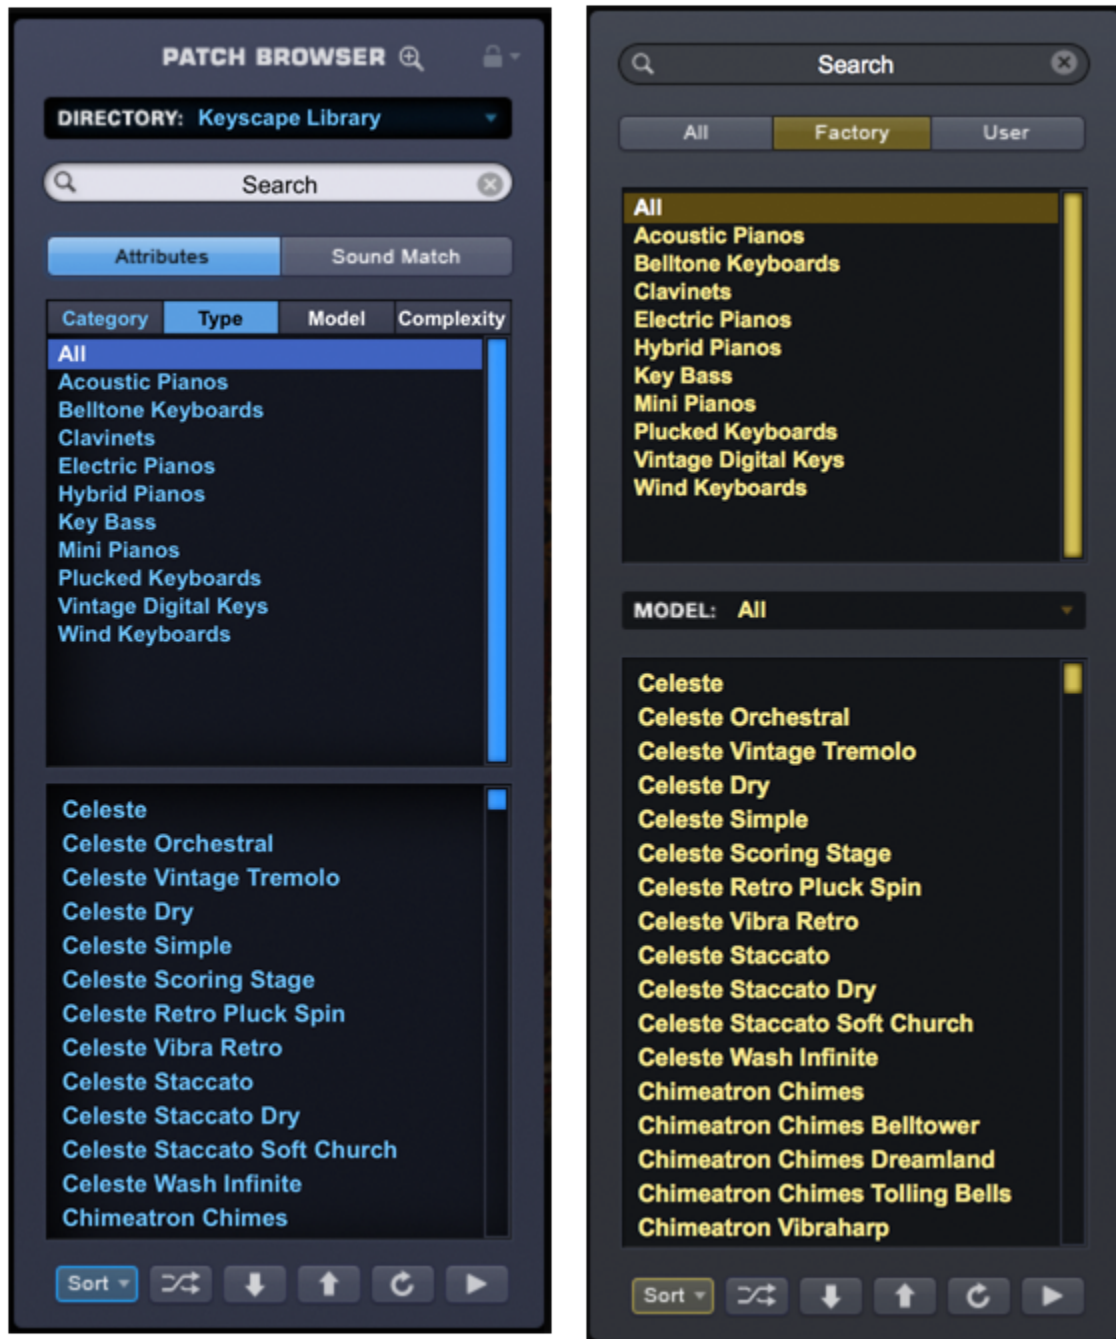 PATCH BROWSER
DIRECTORY: Keyscape Library
Search
Attributes Sound Match
Category Type Model Complexity
All
Acoustic Pianos
Belltone Keyboards
Clavinets
Electric Pianos
Hybrid Pianos
Key Bass
Mini Pianos
Plucked Keyboards
Vintage Digital Keys
Wind Keyboards
Celeste
Celeste Orchestral
Celeste Vintage Tremolo
Celeste Dry
Celeste Simple
Celeste Scoring Stage
Celeste Retro Pluck Spin
Celeste Vibra Retro
Celeste Staccato
Celeste Staccato Dry
Celeste Staccato Soft Church
Celeste Wash Infinite
Chimeatron Chimes
Sort
Search
All Factory User
All
Acoustic Pianos
Belltone Keyboards
Clavinets
Electric Pianos
Hybrid Pianos
Key Bass
Mini Pianos
Plucked Keyboards
Vintage Digital Keys
Wind Keyboards
MODEL: All
Celeste
Celeste Orchestral
Celeste Vintage Tremolo
Celeste Dry
Celeste Simple
Celeste Scoring Stage
Celeste Retro Pluck Spin
Celeste Vibra Retro
Celeste Staccato
Celeste Staccato Dry
Celeste Staccato Soft Church
Celeste Wash Infinite
Chimeatron Chimes
Chimeatron Chimes Belltower
Chimeatron Chimes Dreamland
Chimeatron Chimes Tolling Bells
Chimeatron Vibraharp
Sort